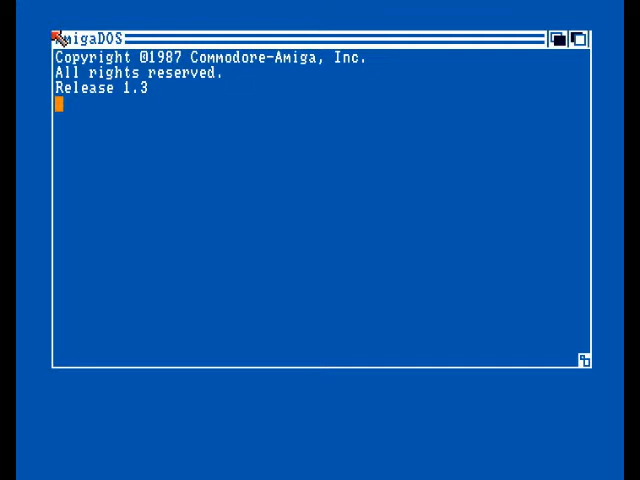 AmigaDOS
Copyright ©1987 Commodore-Amiga, Inc.
All rights reserved.
Release 1.3